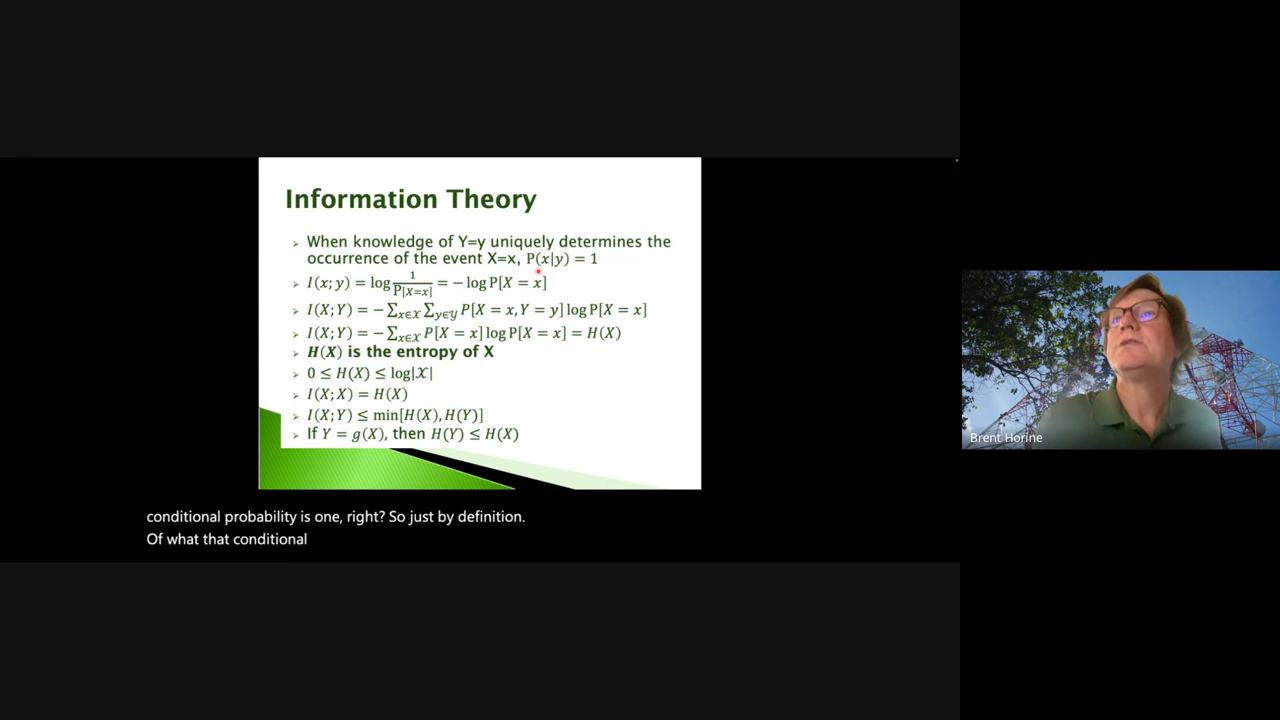 Information Theory
➢ When knowledge of Y=y uniquely determines the
occurrence of the event X=x, P(x|y) = 1
➢ I(x; y) = log 1/P[X=x] = − log P[X = x]
➢ I(X; Y) = − ∑x∈𝒳 ∑y∈𝒴 P[X = x, Y = y] log P[X = x]
➢ I(X; Y) = − ∑x∈𝒳 P[X = x] log P[X = x] = H(X)
➢ H(X) is the entropy of X
➢ 0 ≤ H(X) ≤ log|𝒳|
➢ I(X; X) = H(X)
➢ I(X; Y) ≤ min[H(X), H(Y)]
➢ If Y = g(X), then H(Y) ≤ H(X)
Brent Horine
conditional probability is one, right? So just by definition.
Of what that conditional